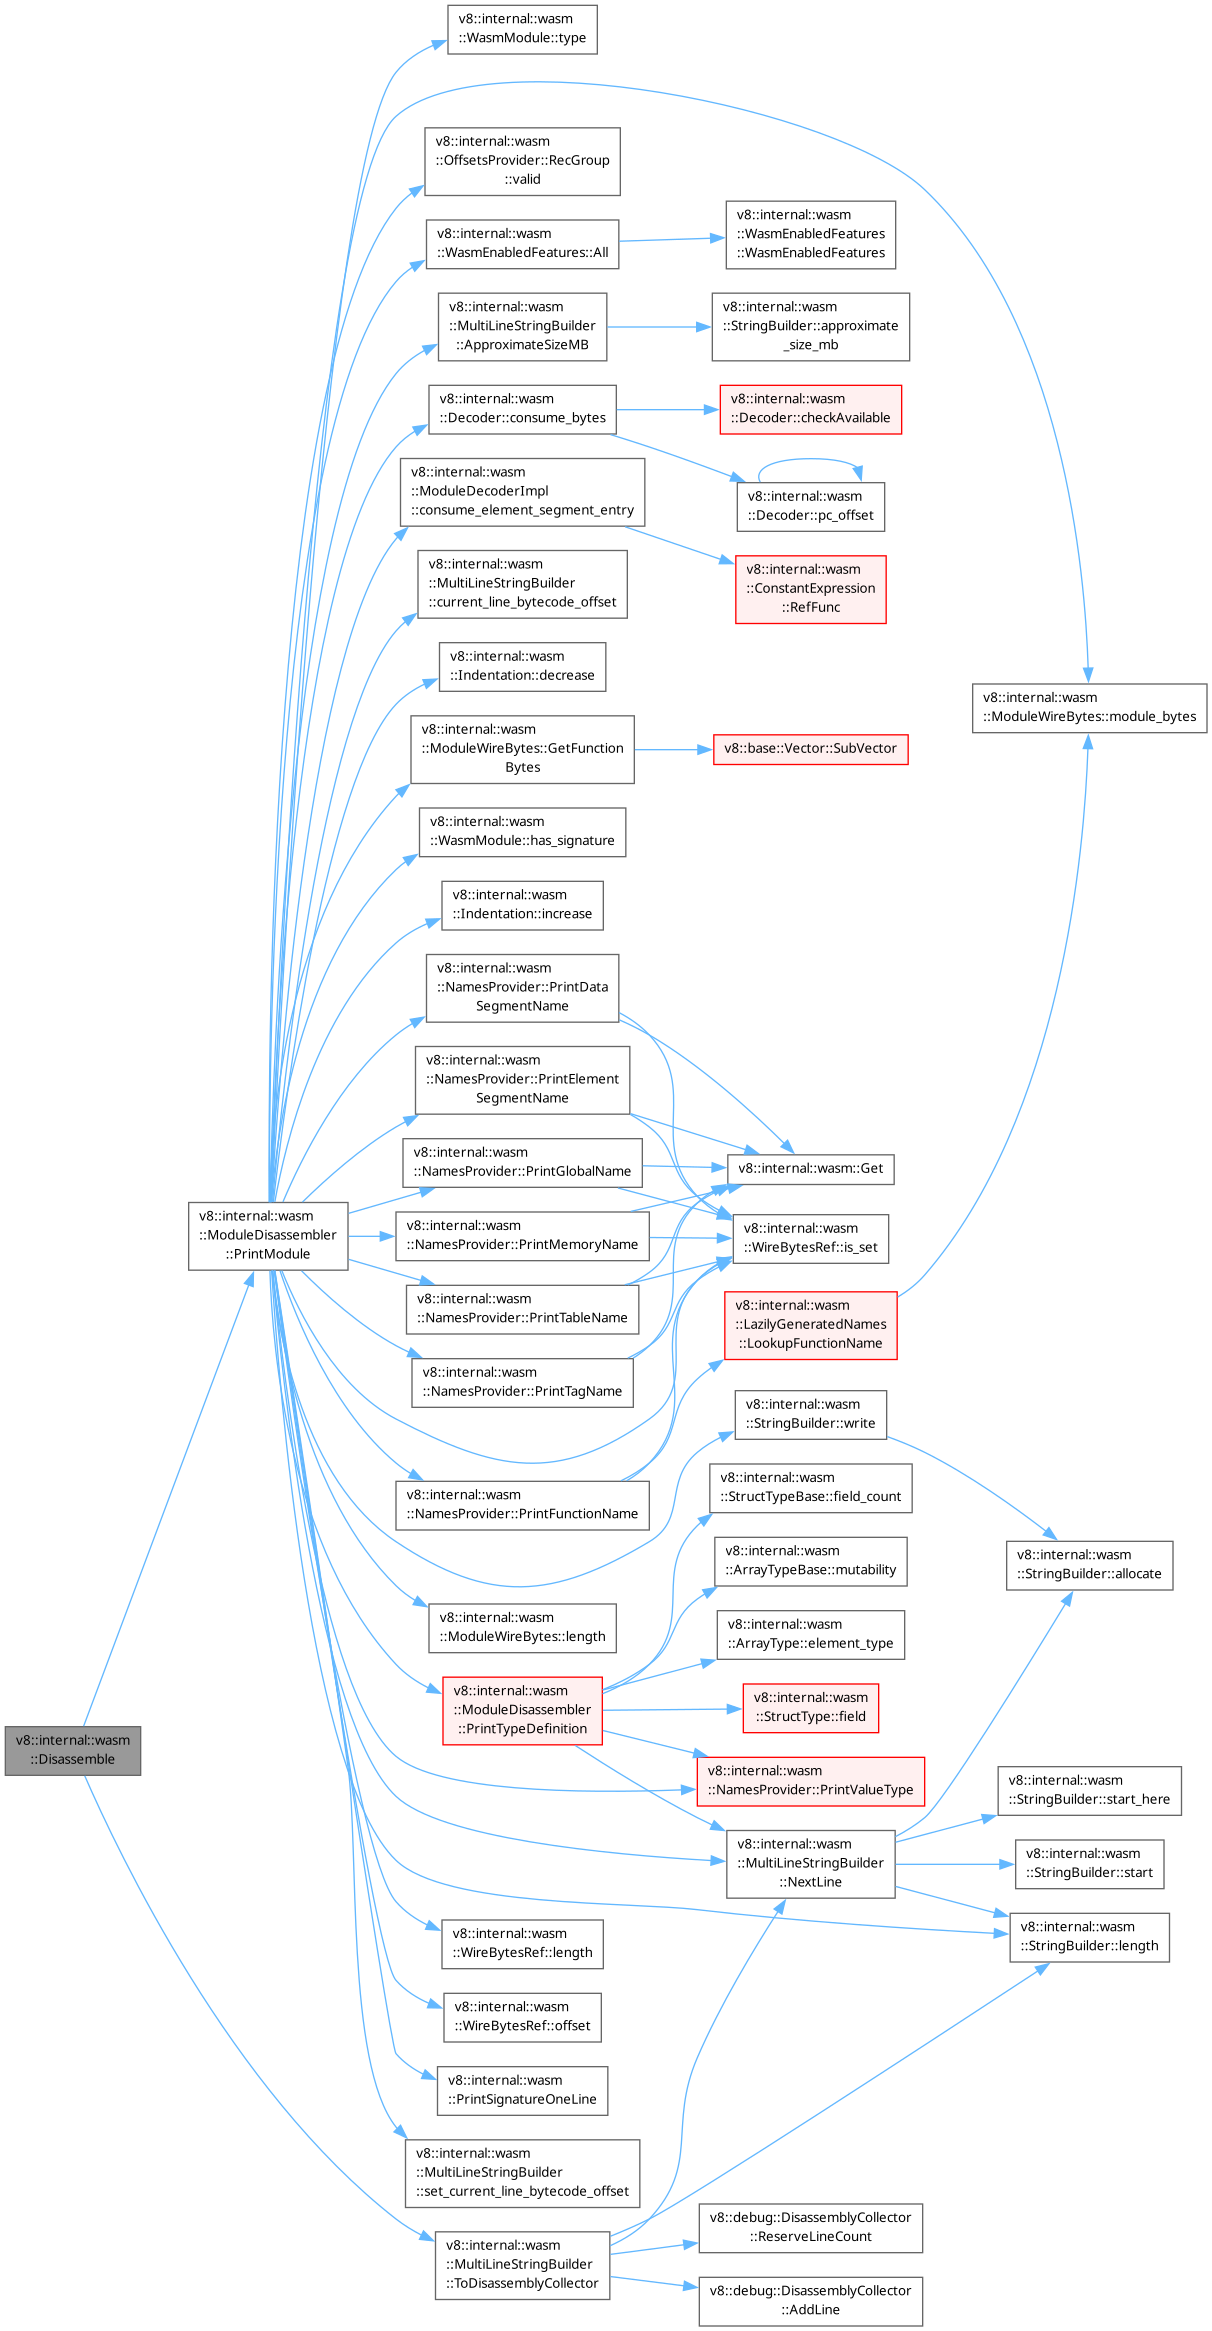 v8::internal::wasm
::WasmModule::type
v8::internal::wasm
::OffsetsProvider::RecGroup
::valid
v8::internal::wasm
::WasmEnabledFeatures::All
v8::internal::wasm
::WasmEnabledFeatures
::WasmEnabledFeatures
v8::internal::wasm
::MultiLineStringBuilder
::ApproximateSizeMB
v8::internal::wasm
::StringBuilder::approximate
_size_mb
v8::internal::wasm
::Decoder::consume_bytes
v8::internal::wasm
::Decoder::checkAvailable
v8::internal::wasm
::ModuleDecoderImpl
::consume_element_segment_entry
v8::internal::wasm
::Decoder::pc_offset
v8::internal::wasm
::MultiLineStringBuilder
::current_line_bytecode_offset
v8::internal::wasm
::ConstantExpression
::RefFunc
v8::internal::wasm
::Indentation::decrease
v8::internal::wasm
::ModuleWireBytes::module_bytes
v8::internal::wasm
::ModuleWireBytes::GetFunction
Bytes
v8::base::Vector::SubVector
v8::internal::wasm
::WasmModule::has_signature
v8::internal::wasm
::Indentation::increase
v8::internal::wasm
::NamesProvider::PrintData
SegmentName
v8::internal::wasm
::NamesProvider::PrintElement
SegmentName
v8::internal::wasm
::NamesProvider::PrintGlobalName
v8::internal::wasm::Get
v8::internal::wasm
::ModuleDisassembler
::PrintModule
v8::internal::wasm
::NamesProvider::PrintMemoryName
v8::internal::wasm
::WireBytesRef::is_set
v8::internal::wasm
::NamesProvider::PrintTableName
v8::internal::wasm
::LazilyGeneratedNames
::LookupFunctionName
v8::internal::wasm
::NamesProvider::PrintTagName
v8::internal::wasm
::StringBuilder::write
v8::internal::wasm
::NamesProvider::PrintFunctionName
v8::internal::wasm
::StructTypeBase::field_count
v8::internal::wasm
::ArrayTypeBase::mutability
v8::internal::wasm
::StringBuilder::allocate
v8::internal::wasm
::ModuleWireBytes::length
v8::internal::wasm
::ArrayType::element_type
v8::internal::wasm
::ModuleDisassembler
::PrintTypeDefinition
v8::internal::wasm
::StructType::field
v8::internal::wasm
::Disassemble
v8::internal::wasm
::NamesProvider::PrintValueType
v8::internal::wasm
::StringBuilder::start_here
v8::internal::wasm
::MultiLineStringBuilder
::NextLine
v8::internal::wasm
::StringBuilder::start
v8::internal::wasm
::WireBytesRef::length
v8::internal::wasm
::StringBuilder::length
v8::internal::wasm
::WireBytesRef::offset
v8::internal::wasm
::PrintSignatureOneLine
v8::internal::wasm
::MultiLineStringBuilder
::set_current_line_bytecode_offset
v8::internal::wasm
::MultiLineStringBuilder
::ToDisassemblyCollector
v8::debug::DisassemblyCollector
::ReserveLineCount
v8::debug::DisassemblyCollector
::AddLine